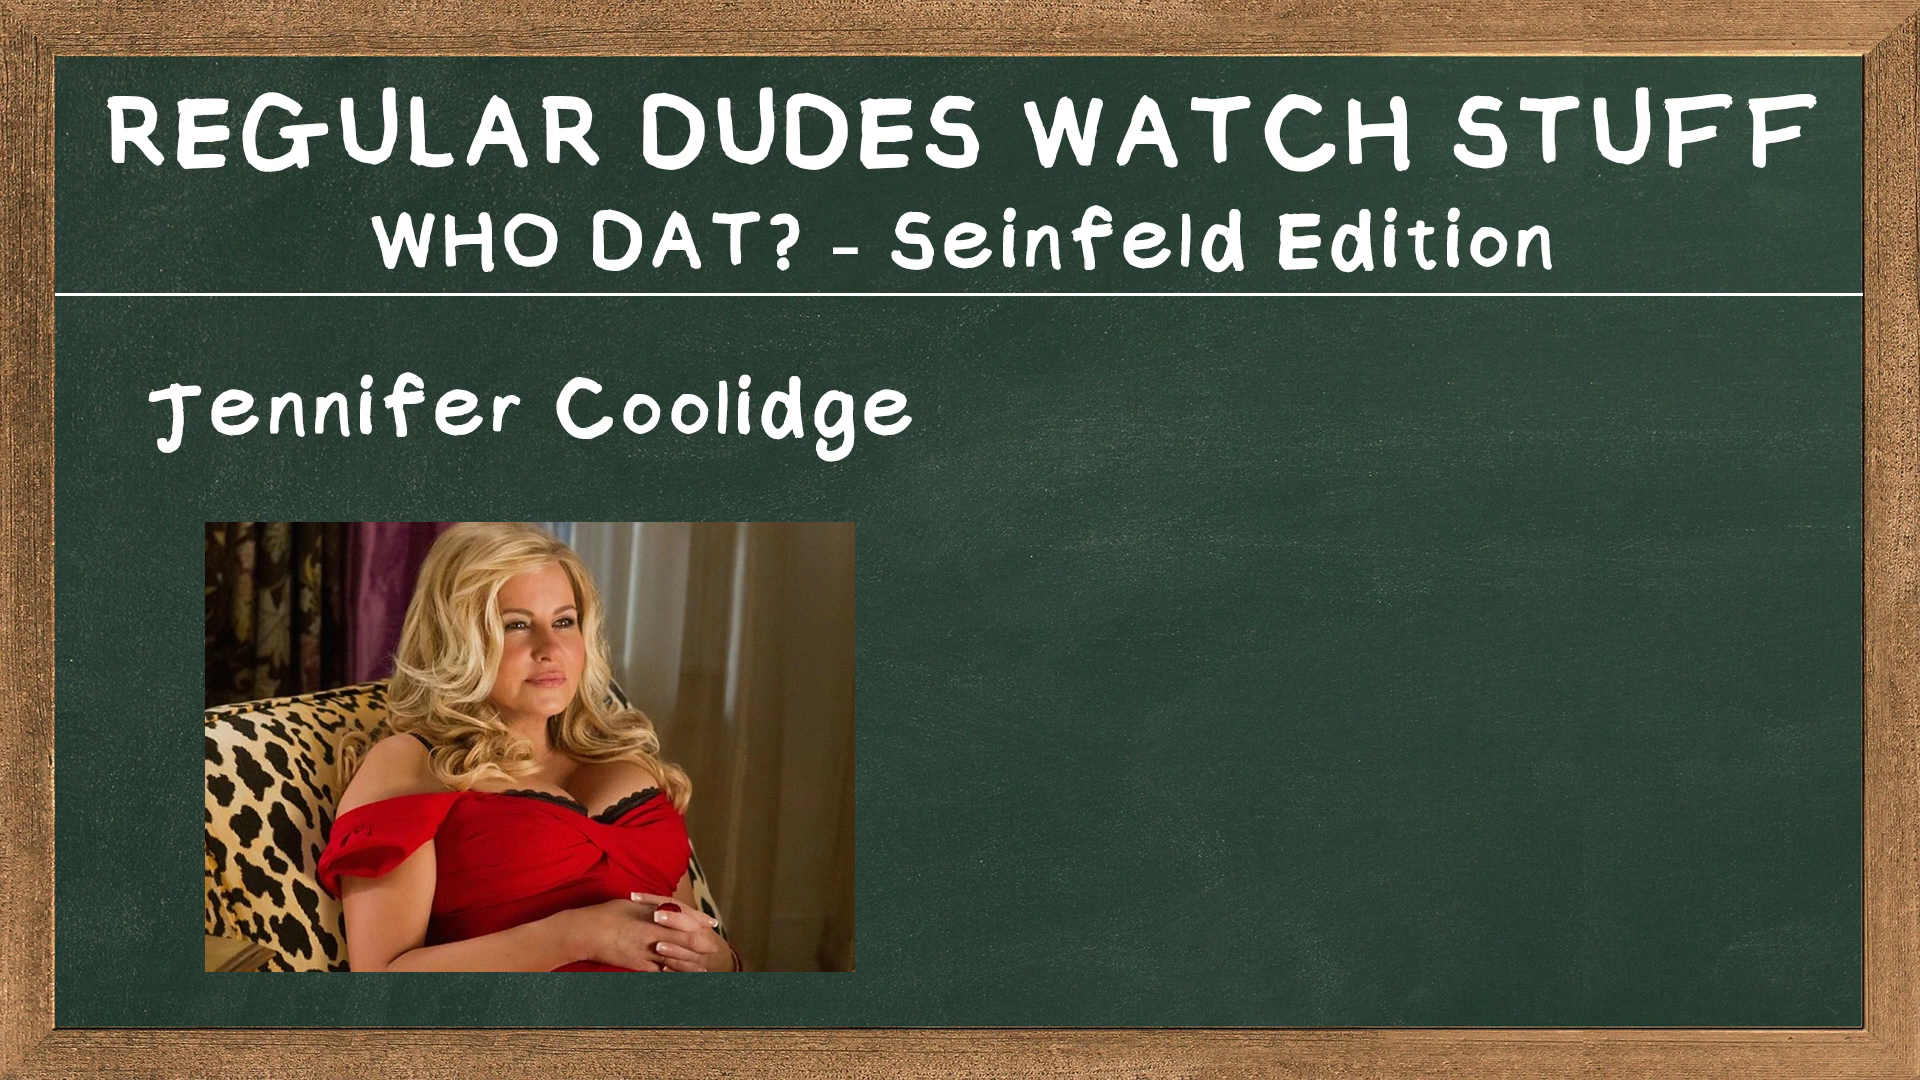 REGULAR DUDES WATCH STUFF
WHO DAT? - Seinfeld Edition
Jennifer Coolidge